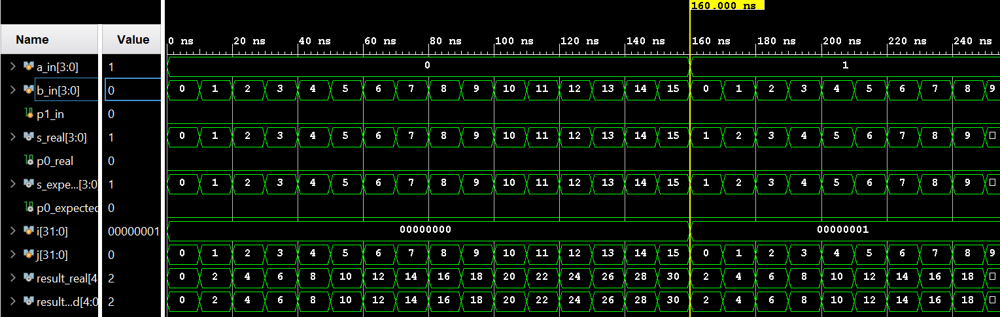 160.000 ns
Name Value 0 ns 20 ns 40 ns 60 ns 80 ns 100 ns 120 ns 140 ns 160 ns 180 ns 200 ns 220 ns 240 ns
a_in[3:0] 1 0 1
b_in[3:0] 0 0 1 2 3 4 5 6 7 8 9 10 11 12 13 14 15 0 1 2 3 4 5 6 7 8 9
p1_in 0
s_real[3:0] 1 0 1 2 3 4 5 6 7 8 9 10 11 12 13 14 15 1 2 3 4 5 6 7 8 9
p0_real 0
s_expe...[3:0] 1 0 1 2 3 4 5 6 7 8 9 10 11 12 13 14 15 1 2 3 4 5 6 7 8 9
p0_expected 0
i[31:0] 00000001 00000000 00000001
j[31:0] 0 0 1 2 3 4 5 6 7 8 9 10 11 12 13 14 15 0 1 2 3 4 5 6 7 8 9
result_real[4 2 0 2 4 6 8 10 12 14 16 18 20 22 24 26 28 30 2 4 6 8 10 12 14 16 18
result...d[4:0 2 0 2 4 6 8 10 12 14 16 18 20 22 24 26 28 30 2 4 6 8 10 12 14 16 18